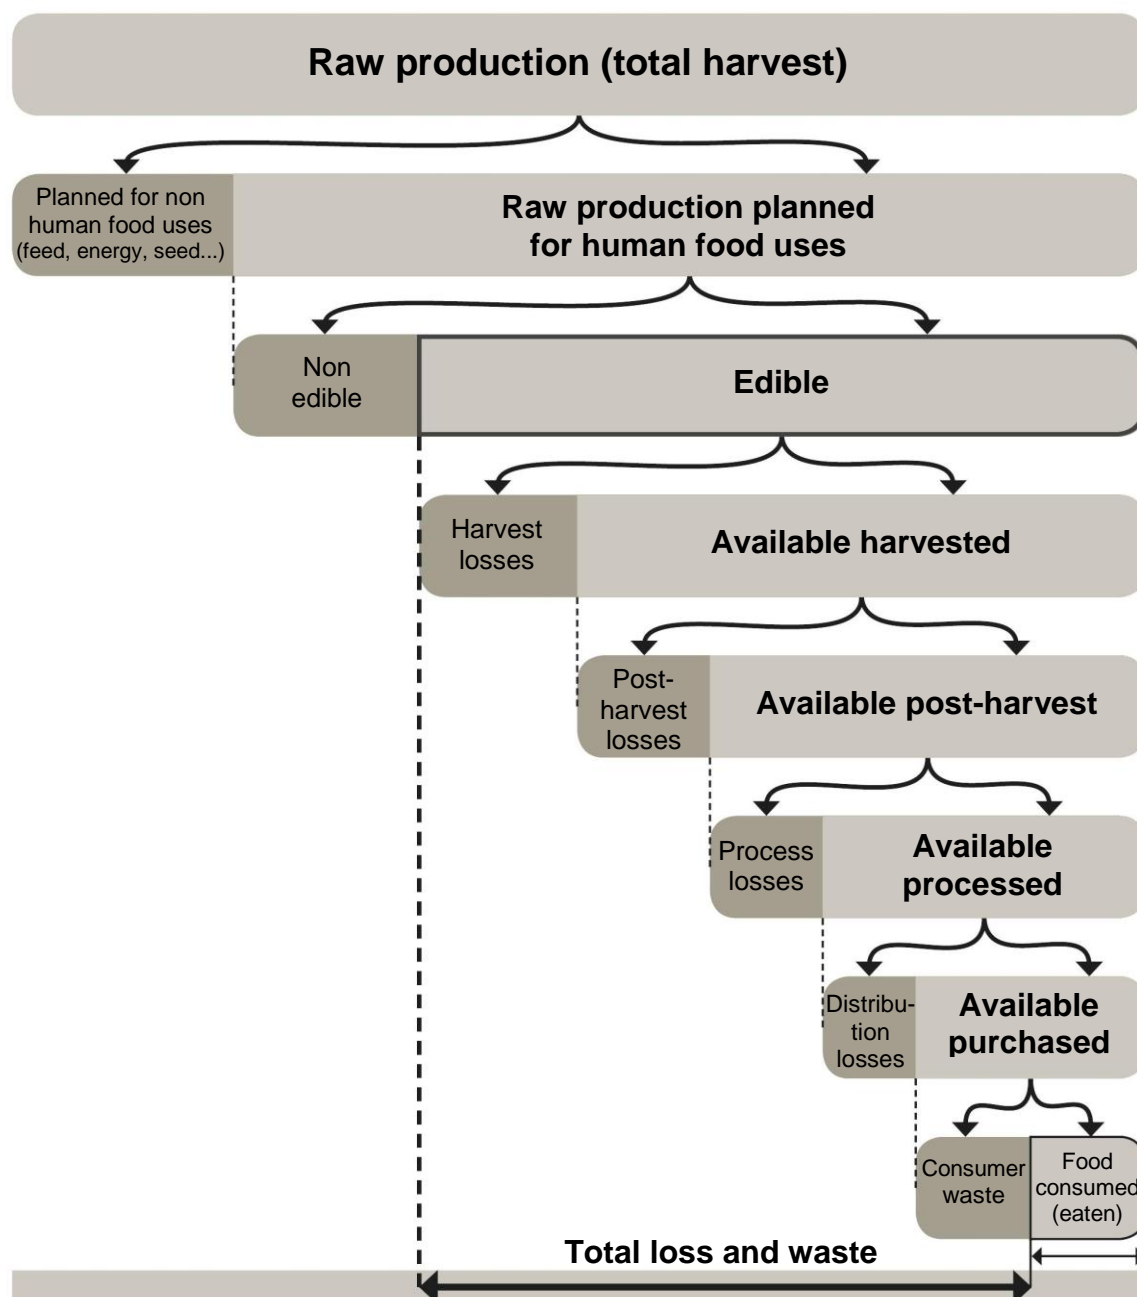 Raw production (total harvest)
Planned for non
human food uses
(feed, energy, seed...)
Raw production planned
for human food uses
Non
edible
Edible
Harvest
losses
Available harvested
Post-
harvest
losses
Available post-harvest
Process
losses
Available
processed
Distribu-
tion
losses
Available
purchased
Consumer
waste
Food
consumed
(eaten)
Total loss and waste